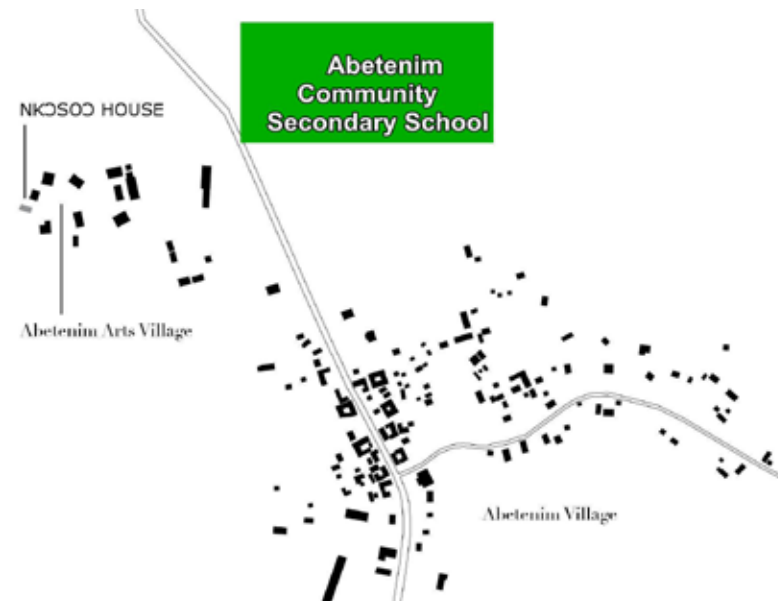 Abetenim
Community
Secondary School
NKƆSOƆ HOUSE
Abetenim Arts Village
Abetenim Village